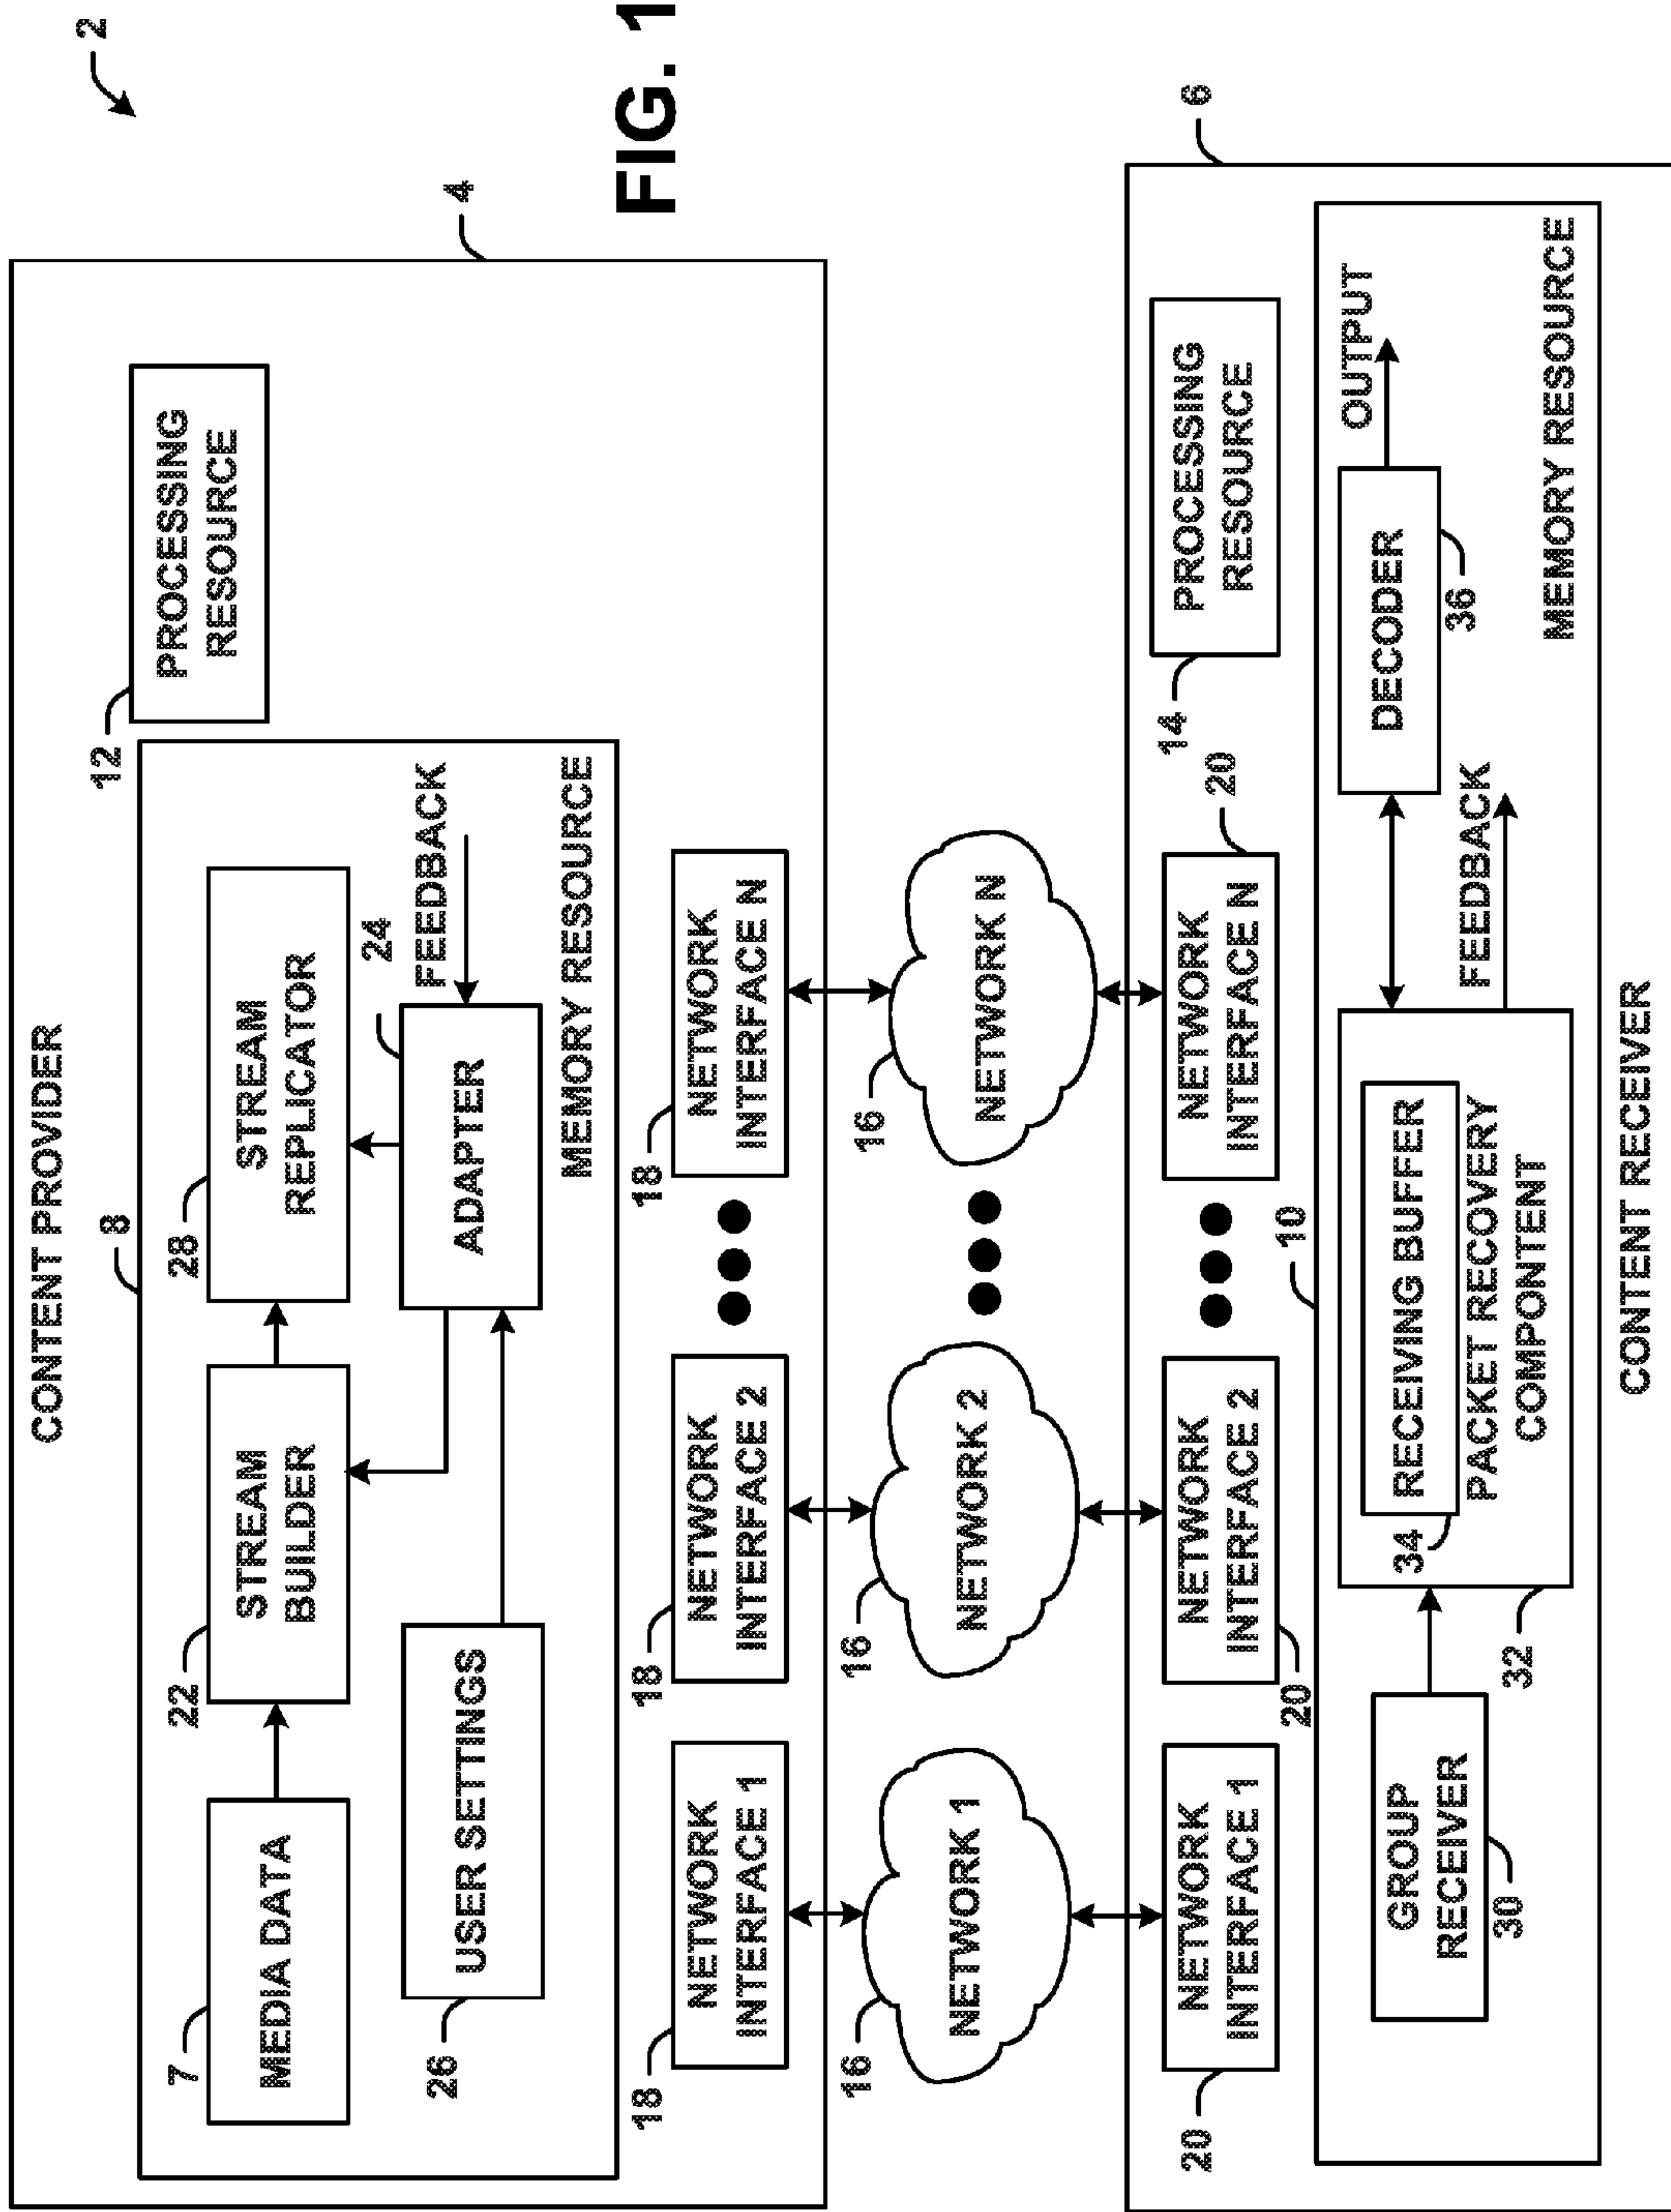 2
CONTENT PROVIDER
4
8
12
PROCESSING
RESOURCE
7
MEDIA DATA
22
STREAM
BUILDER
28
STREAM
REPLICATOR
24
FEEDBACK
26
USER SETTINGS
ADAPTER
MEMORY RESOURCE
FIG. 1
18
NETWORK
INTERFACE 1
18
NETWORK
INTERFACE 2
18
NETWORK
INTERFACE N
16
NETWORK 1
16
NETWORK 2
16
NETWORK N
6
20
NETWORK
INTERFACE 1
20
NETWORK
INTERFACE 2
20
NETWORK
INTERFACE N
14
PROCESSING
RESOURCE
10
GROUP
RECEIVER
30
34
RECEIVING BUFFER
PACKET RECOVERY
COMPONTENT
32
FEEDBACK
DECODER
36
OUTPUT
MEMORY RESOURCE
CONTENT RECEIVER